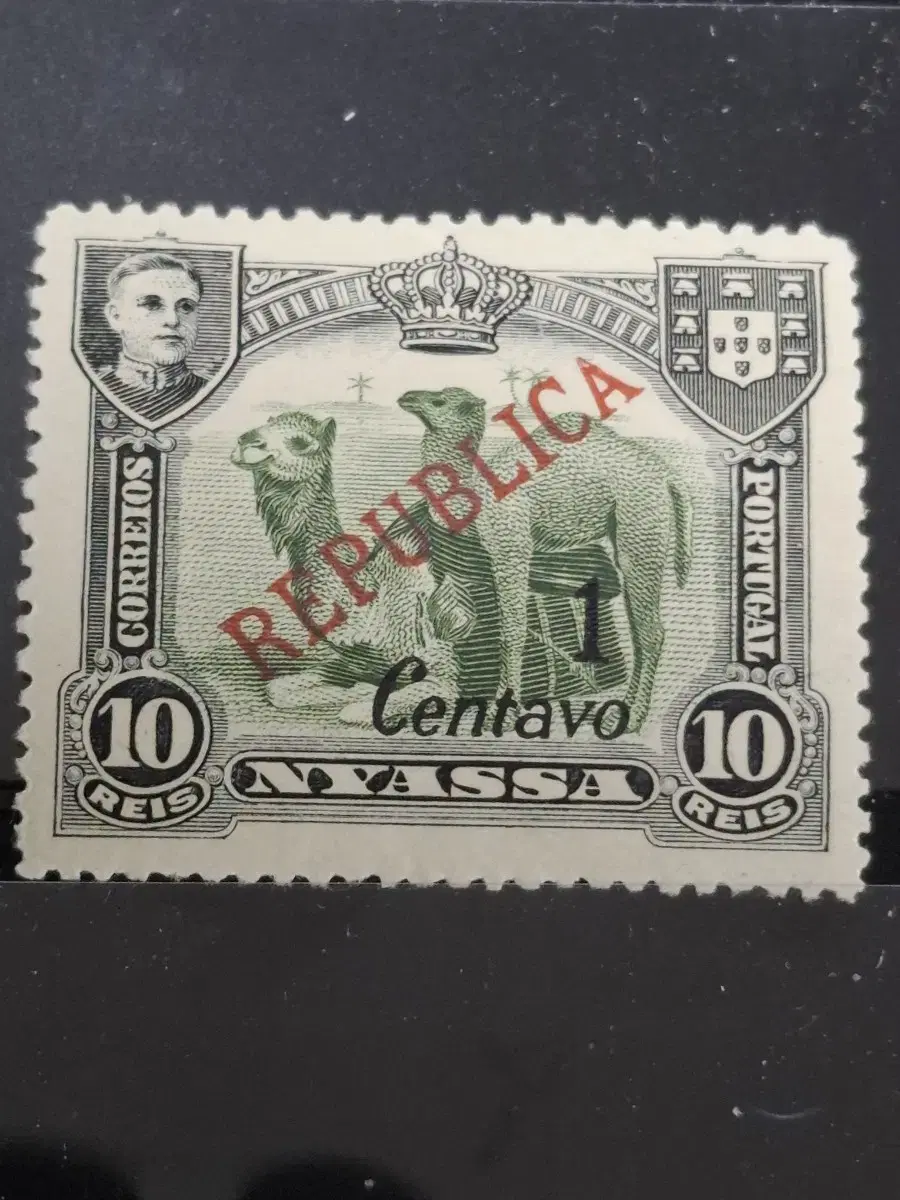 REPUBLICA
CORREIOS
PORTUGAL
1
Centavo
10
REIS
NYASSA
10
REIS